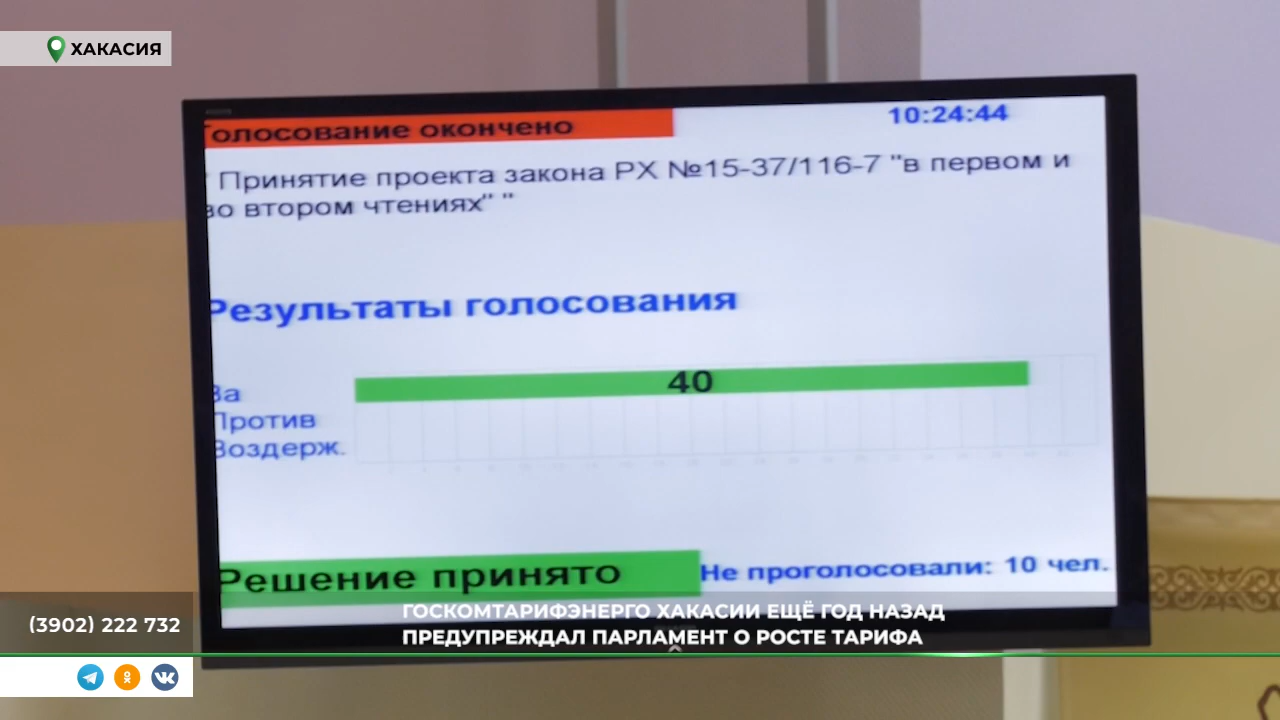 ХАКАСИЯ
Голосование окончено
10:24:44
" Принятие проекта закона РХ №15-37/116-7 "в первом и
во втором чтениях" "
Результаты голосования
За
40
Против
Воздерж.
Решение принято
Не проголосовали: 10 чел.
(3902) 222 732
ГОСКОМТАРИФЭНЕРГО ХАКАСИИ ЕЩЁ ГОД НАЗАД
ПРЕДУПРЕЖДАЛ ПАРЛАМЕНТ О РОСТЕ ТАРИФА